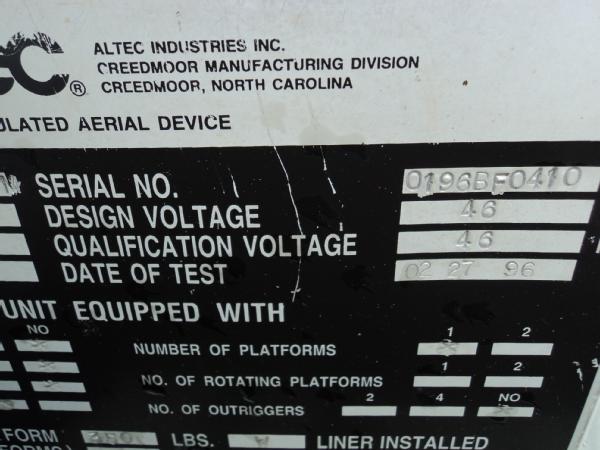 ALTEC INDUSTRIES INC.
CREEDMOOR MANUFACTURING DIVISION
®
CREEDMOOR, NORTH CAROLINA
ULATED AERIAL DEVICE
SERIAL NO. 0196BF0410
DESIGN VOLTAGE 46
QUALIFICATION VOLTAGE 46
DATE OF TEST 02 27 96
UNIT EQUIPPED WITH
NO 1 2
NUMBER OF PLATFORMS X
1 2
NO. OF ROTATING PLATFORMS
2 4 NO
NO. OF OUTRIGGERS X
FORM LBS. LINER INSTALLED